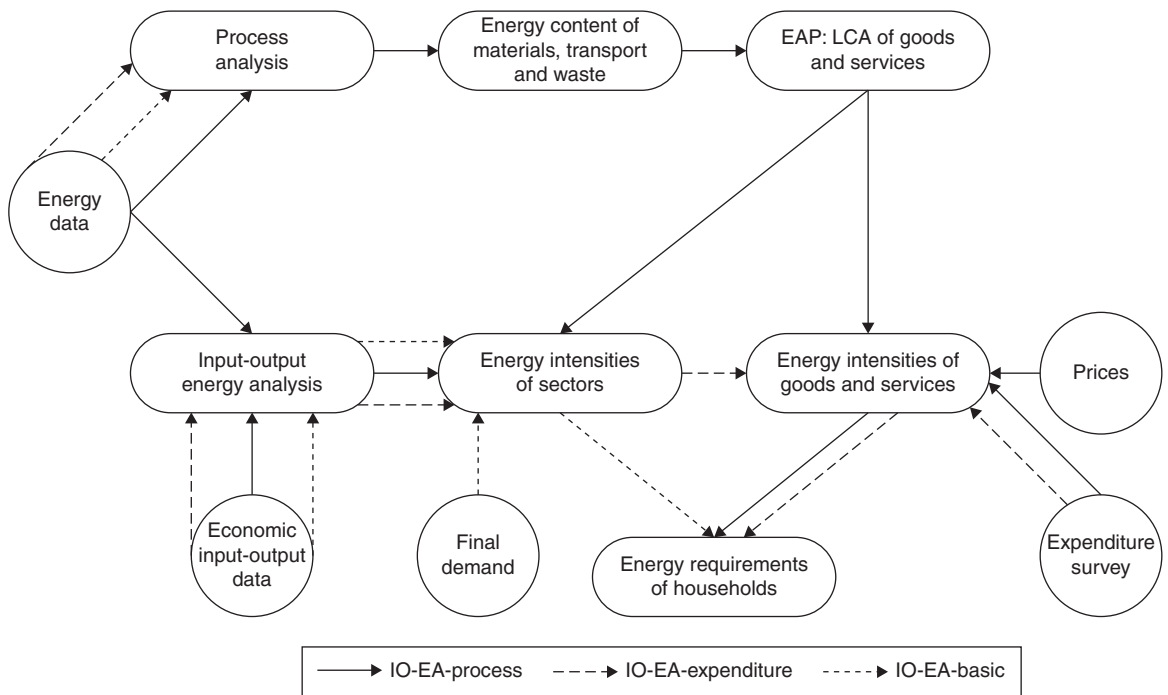 Process
analysis
Energy content of
materials, transport
and waste
EAP: LCA of goods
and services
Energy
data
Input-output
energy analysis
Energy intensities
of sectors
Energy intensities of
goods and services
Prices
Economic
input-output
data
Final
demand
Energy requirements
of households
Expenditure
survey
IO-EA-process
IO-EA-expenditure
IO-EA-basic